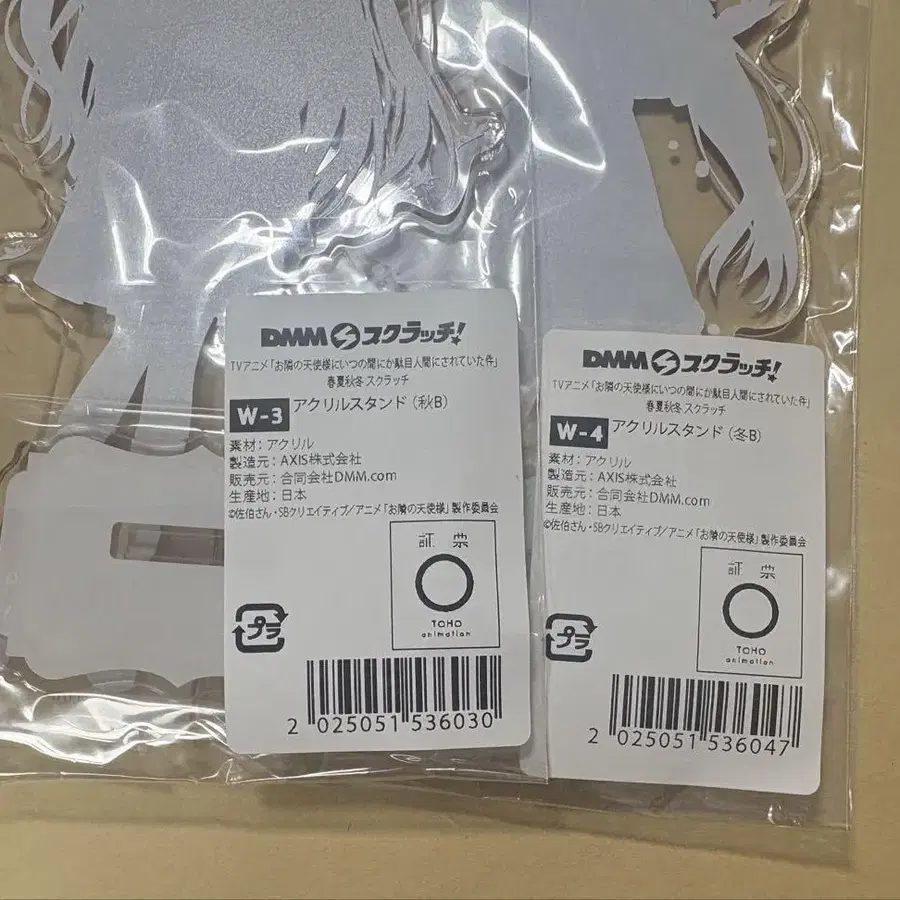 DMM スクラッチ!
TVアニメ「お隣の天使様にいつの間にか駄目人間にされていた件」
春夏秋冬 スクラッチ
W-3 アクリルスタンド（秋B）
素材：アクリル
製造元：AXIS株式会社
販売元：合同会社DMM.com
生産地：日本
©佐伯さん・SBクリエイティブ/アニメ「お隣の天使様」製作委員会
証 票
TOHO
animation
プラ
2 025051 536030
DMM スクラッチ!
TVアニメ「お隣の天使様にいつの間にか駄目人間にされていた件」
春夏秋冬 スクラッチ
W-4 アクリルスタンド（冬B）
素材：アクリル
製造元：AXIS株式会社
販売元：合同会社DMM.com
生産地：日本
©佐伯さん・SBクリエイティブ/アニメ「お隣の天使様」製作委員会
証 票
TOHO
animation
プラ
2 025051 536047